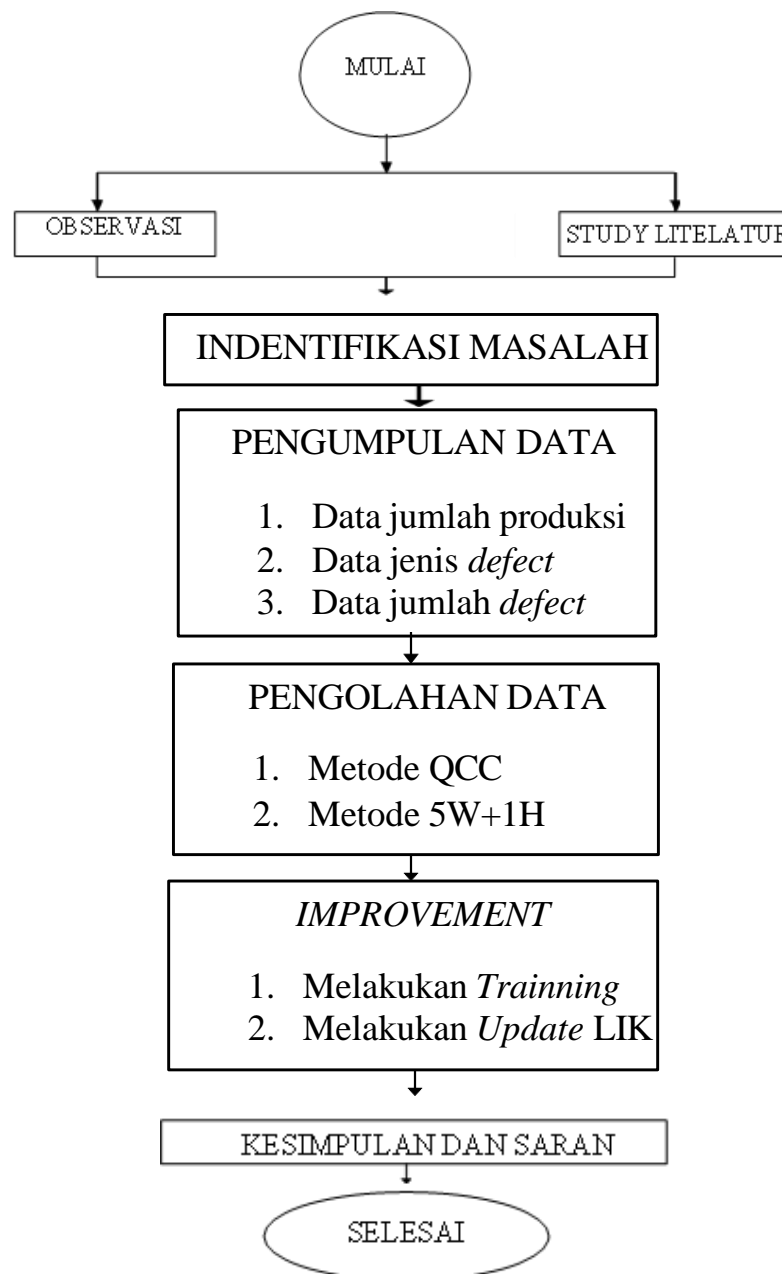 MULAI
OBSERVASI
STUDY LITELATUR
INDENTIFIKASI MASALAH
PENGUMPULAN DATA
1. Data jumlah produksi
2. Data jenis defect
3. Data jumlah defect
PENGOLAHAN DATA
1. Metode QCC
2. Metode 5W+1H
IMPROVEMENT
1. Melakukan Trainning
2. Melakukan Update LIK
KESIMPULAN DAN SARAN
SELESAI